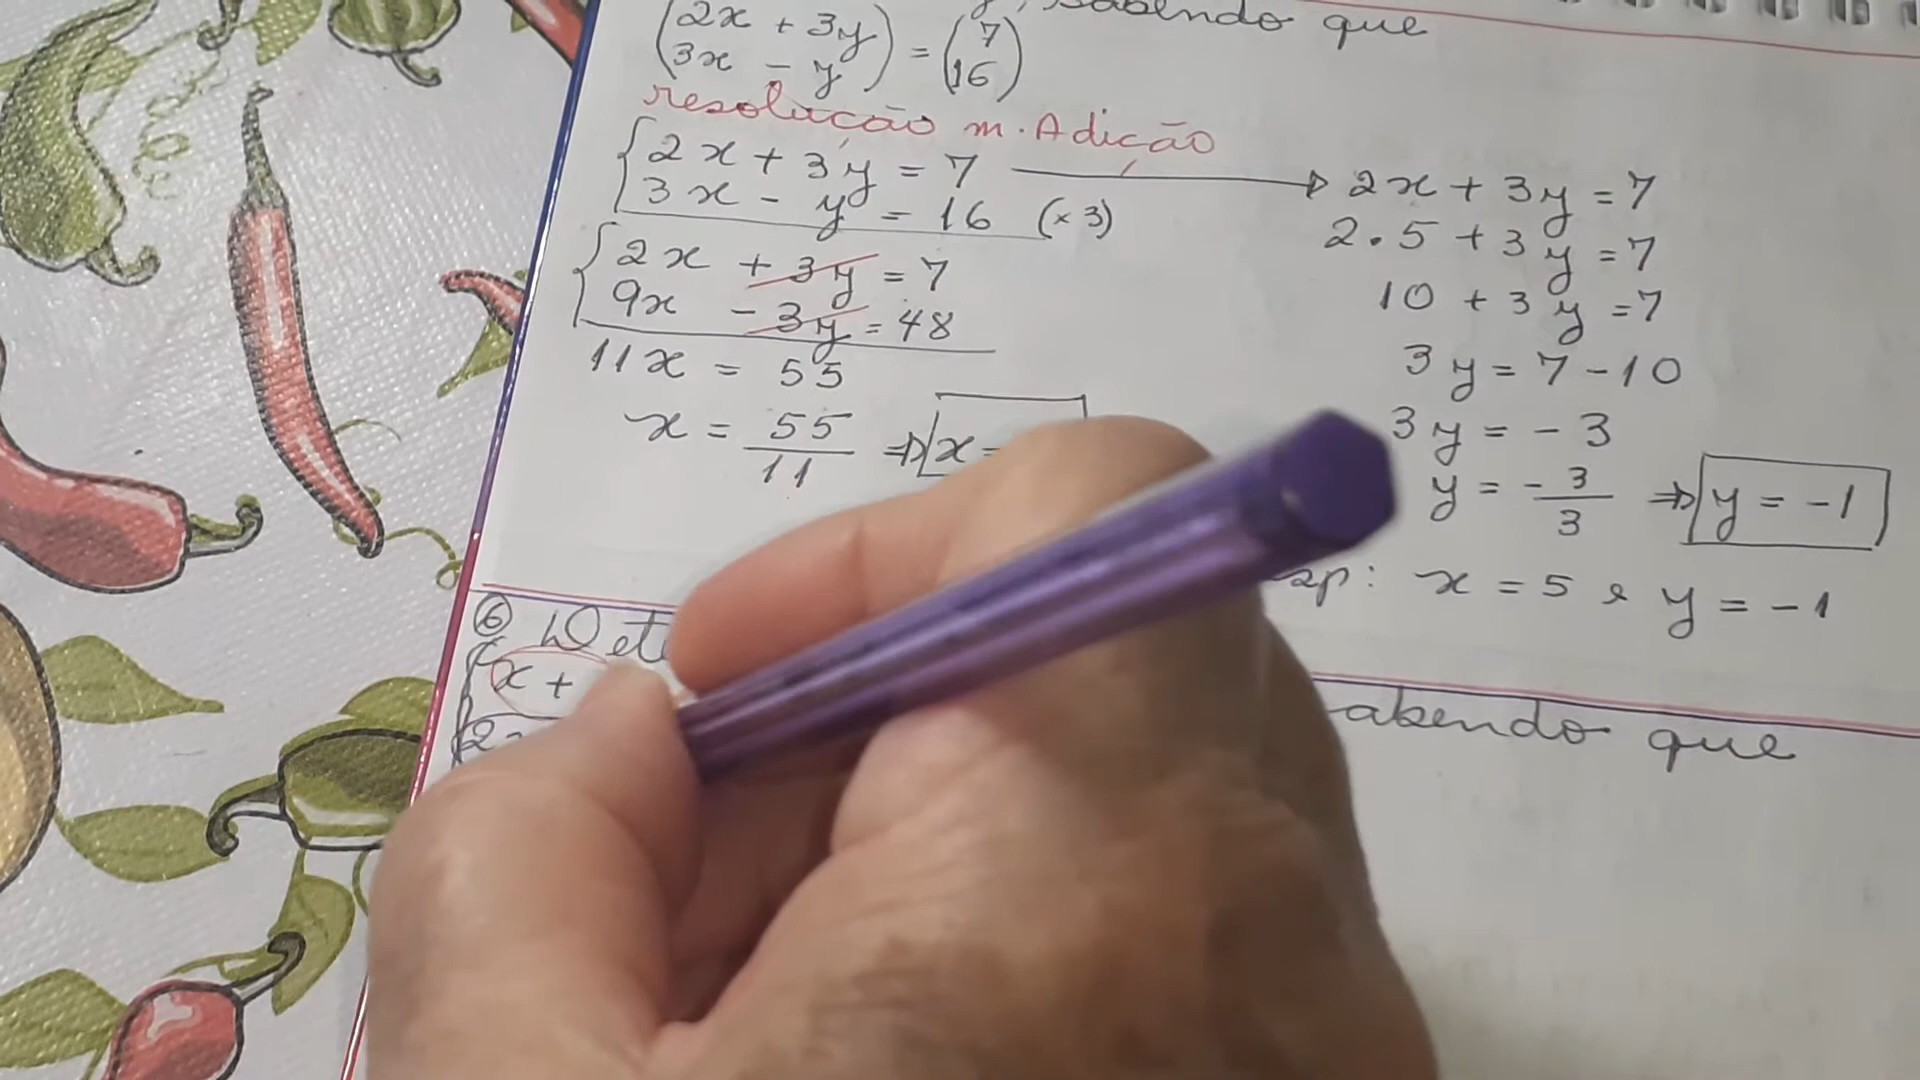 sabendo que
(2x + 3y
3x - y) = (7
16)
resolução m. Adição
{2x + 3y = 7
3x - y = 16 (×3)
{2x + 3y = 7
9x - 3y = 48
11x = 55
x = 55/11 ⇒ x =
2x + 3y = 7
2 . 5 + 3y = 7
10 + 3y = 7
3y = 7 - 10
3y = -3
y = -3/3 ⇒ y = -1
x = 5 e y = -1
⑥ abendo que
x +